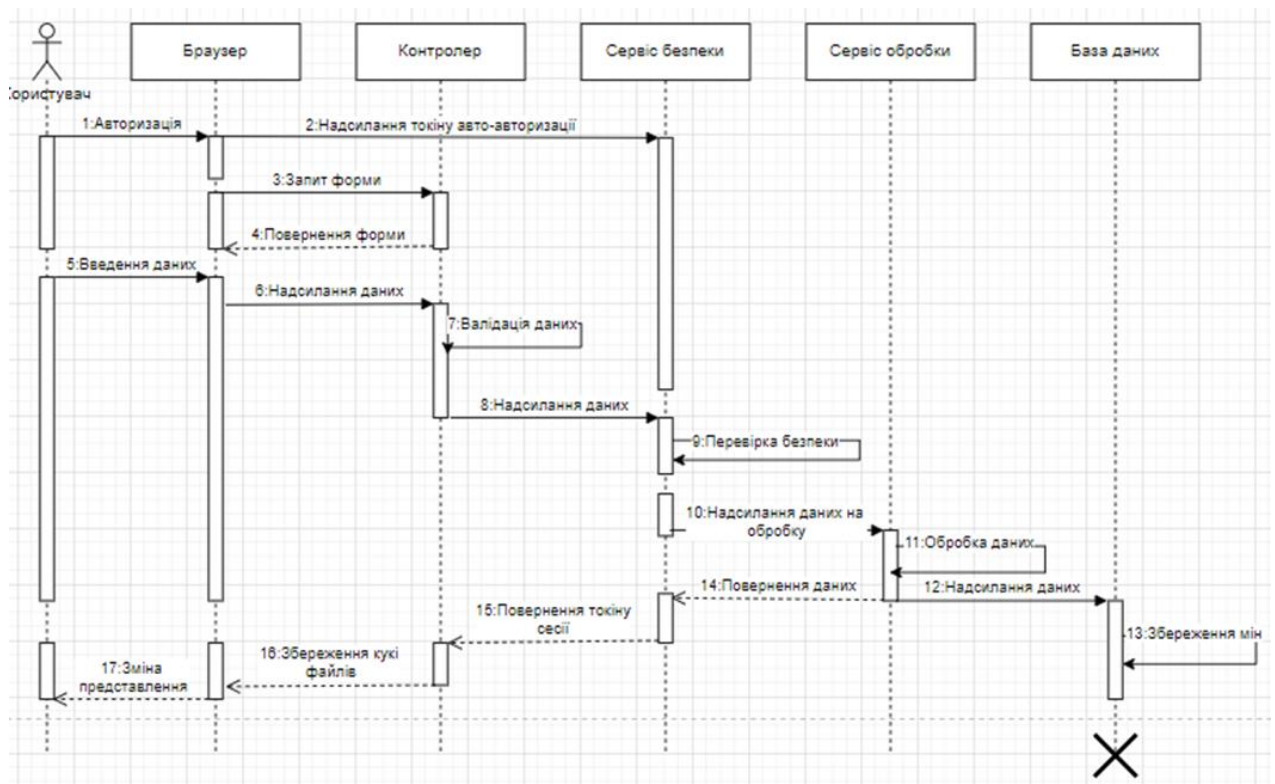 Браузер
Контролер
Сервіс безпеки
Сервіс обробки
База даних
Користувач
1:Авторизація
2:Надсилання токіну авто-авторизації
3:Запит форми
4:Повернення форми
5:Введення даних
6:Надсилання даних
7:Валідація даних
8:Надсилання даних
9:Перевірка безпеки
10:Надсилання даних на
обробку
11:Обробка даних
14:Повернення даних
12:Надсилання даних
15:Повернення токіну
сесії
13:Збереження мін
16:Збереження кукі
файлів
17:Зміна
представлення